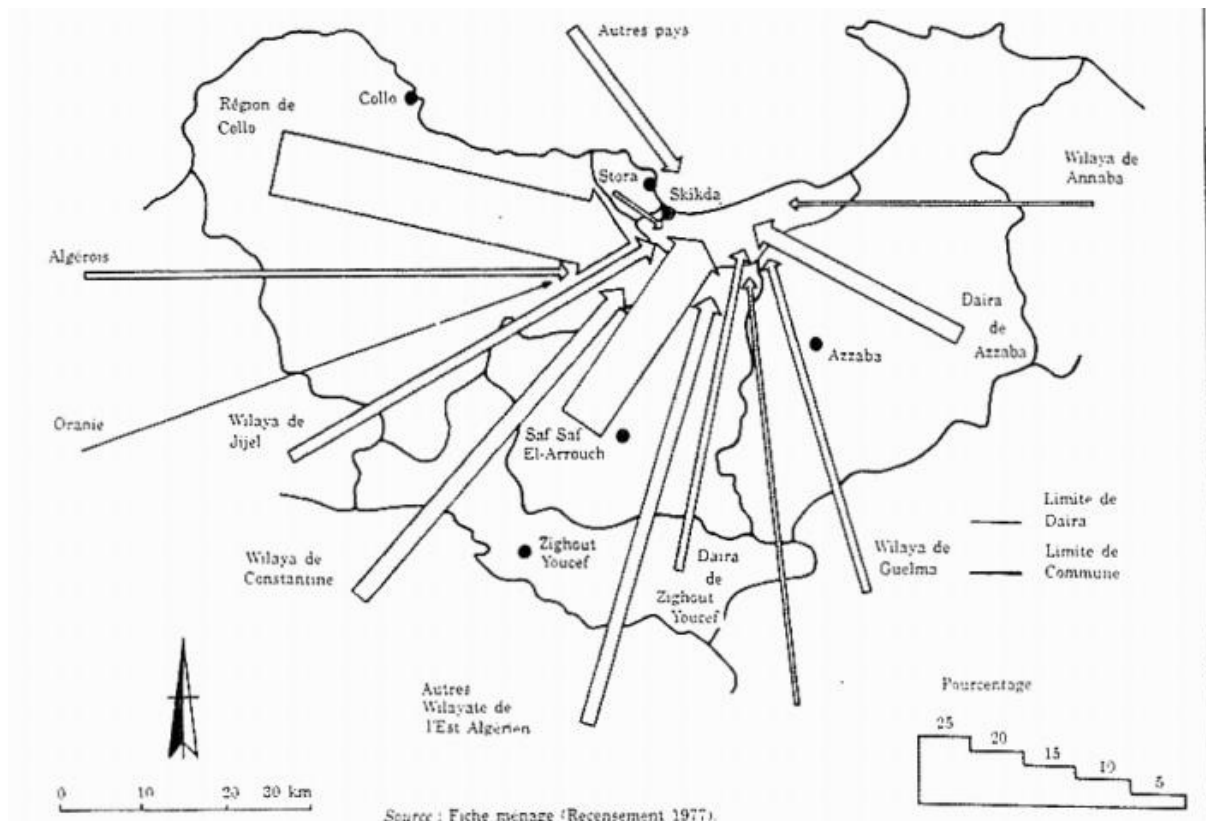 Autres pays
Collo
Région de
Collo
Stora
Skikda
Wilaya de
Annaba
Algérois
Daira
de
Azzaba
Azzaba
Oranie
Wilaya de
Jijel
Saf Saf
El-Arrouch
Limite de
Daira
Limite de
Commune
Zighout
Youcef
Wilaya de
Constantine
Daira
de
Zighout
Youcef
Wilaya de
Guelma
Autres
Wilayate de
l'Est Algérien
Pourcentage
25
20
15
10
5
0 10 20 30 km
Source : Fiche ménage (Recensement 1977).